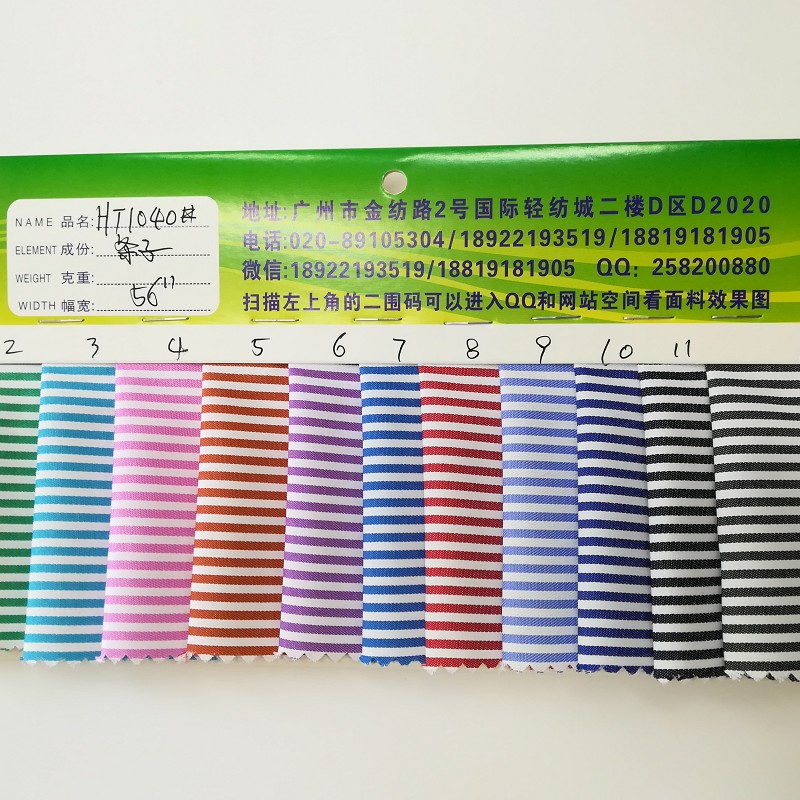 NAME 品名: HT1040#
ELEMENT 成份: 条子
WEIGHT 克重:
WIDTH 幅宽: 56"
地址:广州市金纺路2号国际轻纺城二楼D区D2020
电话:020-89105304/18922193519/18819181905
微信:18922193519/18819181905 QQ: 258200880
扫描左上角的二围码可以进入QQ和网站空间看面料效果图
2 3 4 5 6 7 8 9 10 11